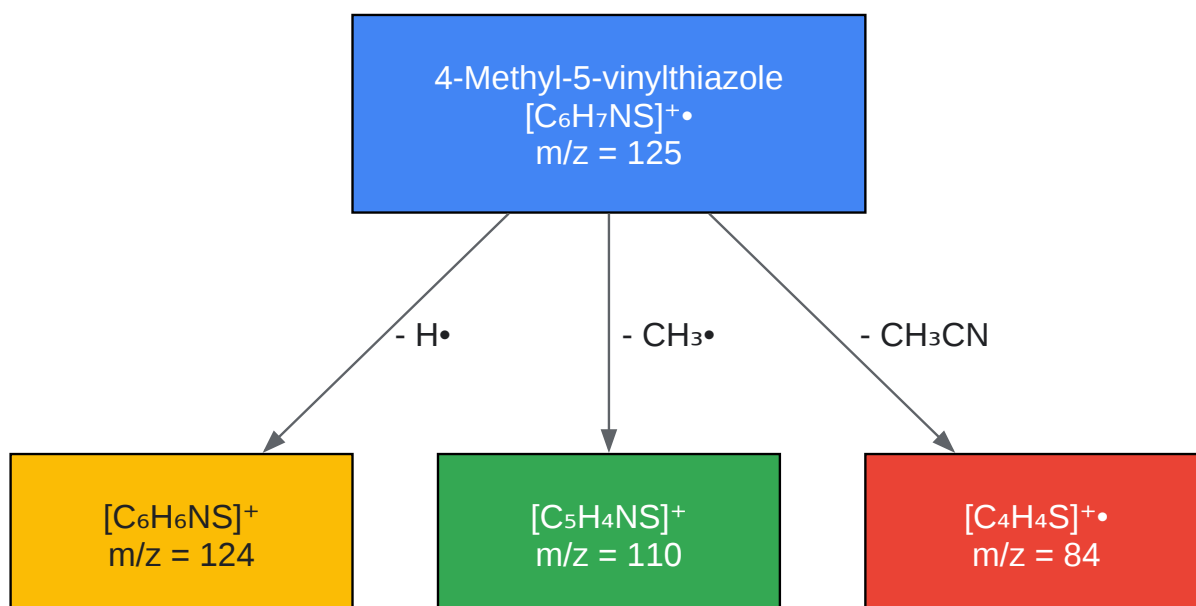 4-Methyl-5-vinylthiazole
[C₆H₇NS]⁺•
m/z = 125
- H•
- CH₃•
- CH₃CN
[C₆H₆NS]⁺
m/z = 124
[C₅H₄NS]⁺
m/z = 110
[C₄H₄S]⁺•
m/z = 84